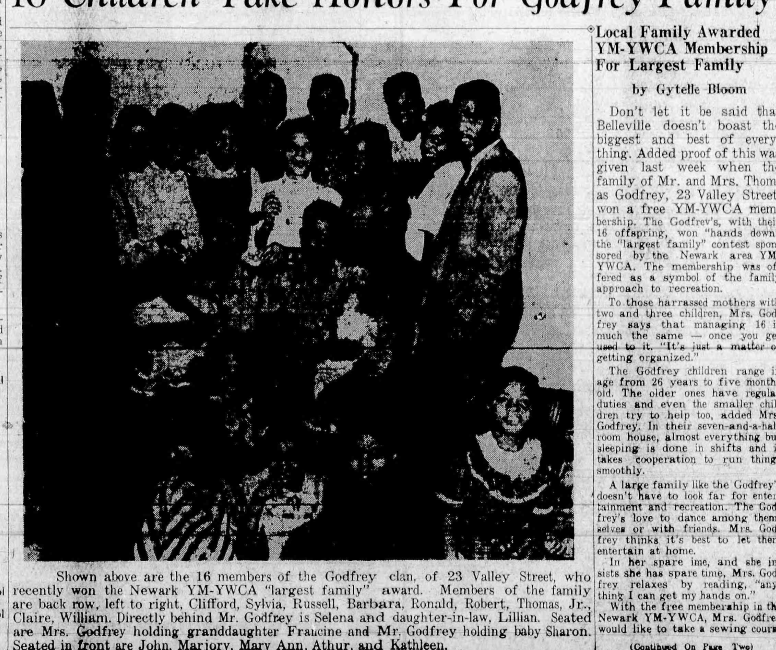 16 Children Take Honors For Godfrey Family
Local Family Awarded
YM-YWCA Membership
For Largest Family
by Gytelle Bloom
Don't let it be said tha
Belleville doesn't boast th
biggest and best of every
thing. Added proof of this wa
given last week when th
family of Mr. and Mrs. Thom
as Godfrey, 23 Valley Street
won a free YM-YWCA mem
bership. The Godfrey's, with thei
16 offspring, won "hands down
the "largest family" contest spon
sored by the Newark area YM
YWCA. The membership was of
fered as a symbol of the famil
approach to recreation.
To those harrassed mothers wit
two and three children, Mrs. God
frey says that managing 16 i
much the same — once you ge
used to it. "It's just a matter o
getting organized."
The Godfrey children range i
age from 26 years to five month
old. The older ones have regula
duties and even the smaller chil
dren try to help too, added Mrs
Godfrey. In their seven-and-a-hal
room house, almost everything bu
sleeping is done in shifts and i
takes cooperation to run thing
smoothly.
A large family like the Godfrey'
doesn't have to look far for enter
tainment and recreation. The God
frey's love to dance among them
selves or with friends. Mrs. God
frey thinks it's best to let them
entertain at home.
In her spare ime, and she in
sists she has spare time, Mrs. God
frey relaxes by reading, "any
thing I can get my hands on."
With the free membership in th
Newark YM-YWCA, Mrs. Godfre
would like to take a sewing cours
(Continued On Page Two)
Shown above are the 16 members of the Godfrey clan, of 23 Valley Street, who
recently won the Newark YM-YWCA "largest family" award. Members of the family
are back row, left to right, Clifford, Sylvia, Russell, Barbara, Ronald, Robert, Thomas, Jr.,
Claire, William. Directly behind Mr. Godfrey is Selena and daughter-in-law, Lillian. Seated
are Mrs. Godfrey holding granddaughter Francine and Mr. Godfrey holding baby Sharon.
Seated in front are John, Marjory, Mary Ann, Athur, and Kathleen.